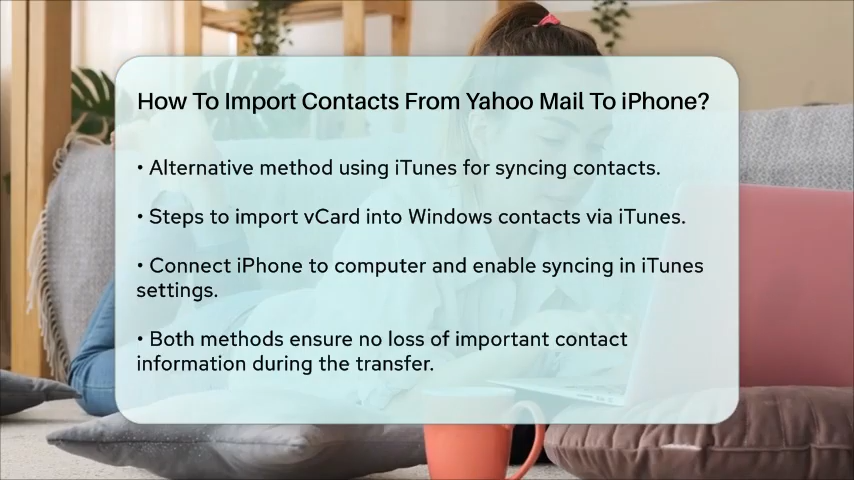 How To Import Contacts From Yahoo Mail To iPhone?
• Alternative method using iTunes for syncing contacts.
• Steps to import vCard into Windows contacts via iTunes.
• Connect iPhone to computer and enable syncing in iTunes
settings.
• Both methods ensure no loss of important contact
information during the transfer.